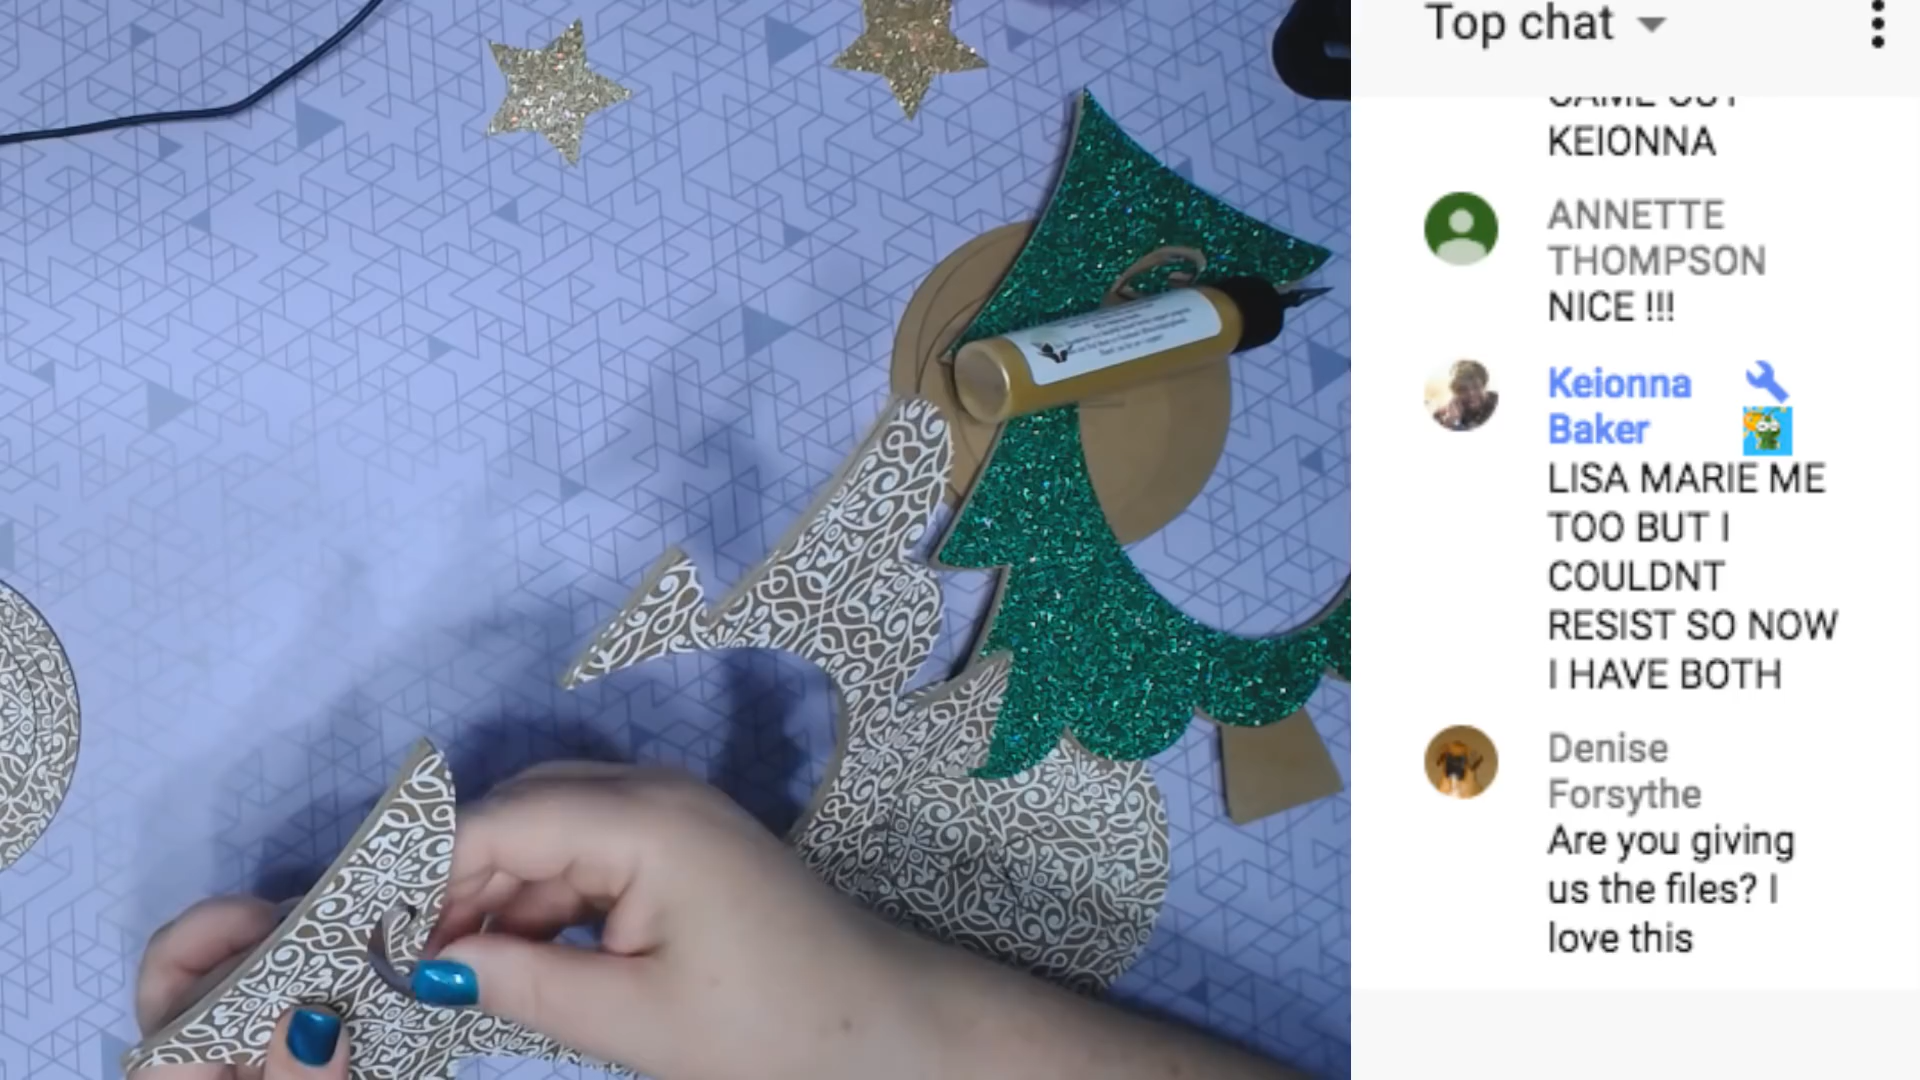 Top chat
KEIONNA
ANNETTE
THOMPSON
NICE !!!
Keionna
Baker
LISA MARIE ME
TOO BUT I
COULDNT
RESIST SO NOW
I HAVE BOTH
Denise
Forsythe
Are you giving
us the files? I
love this